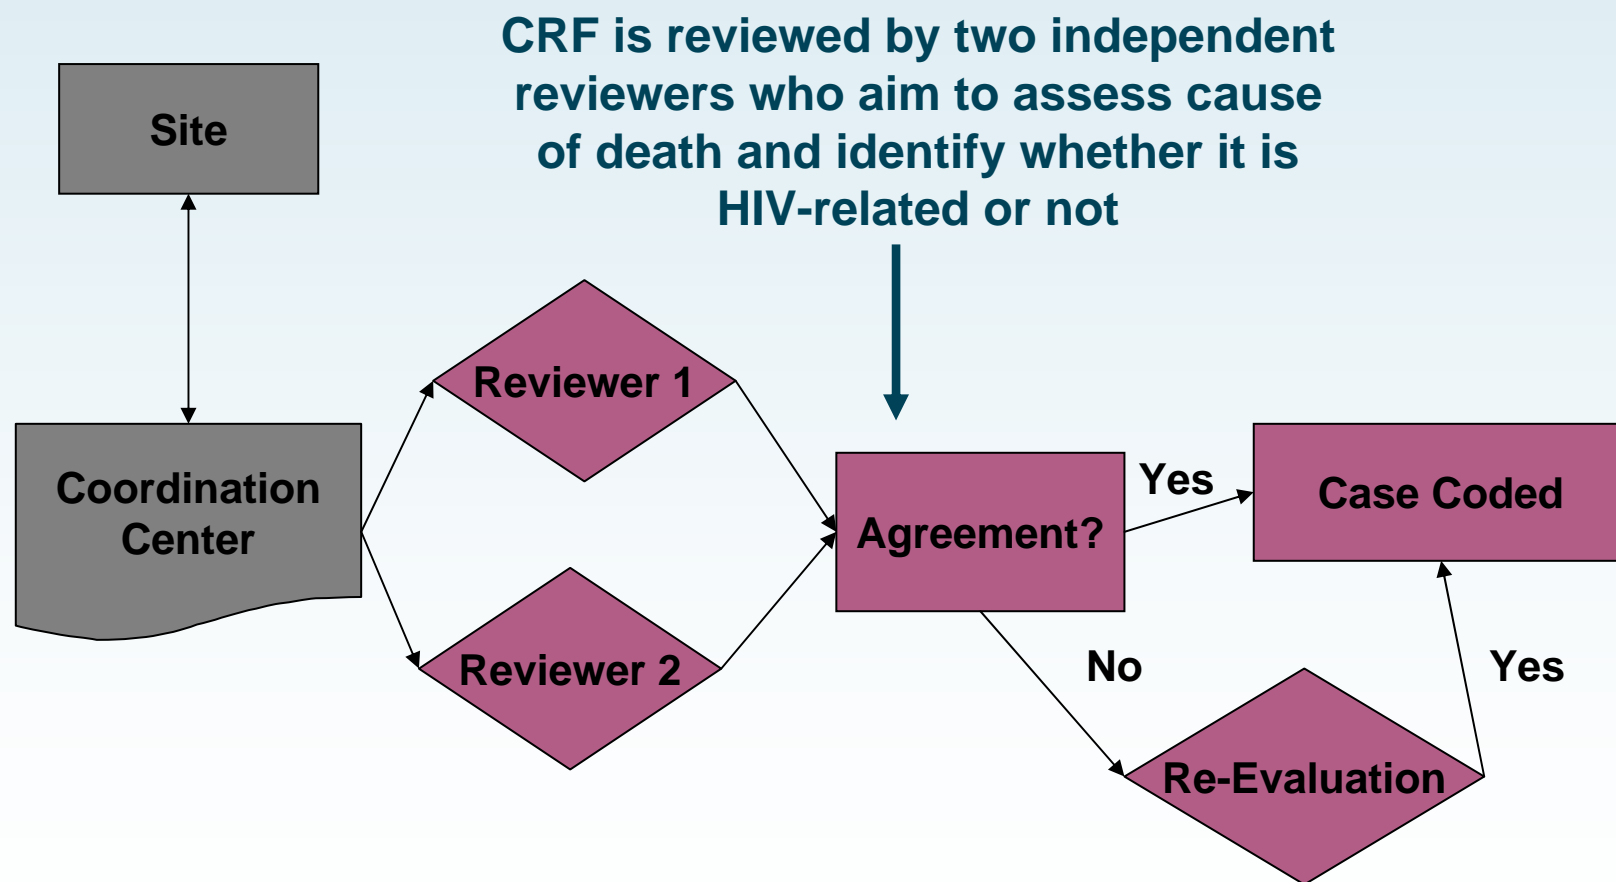 CRF is reviewed by two independent
reviewers who aim to assess cause
of death and identify whether it is
HIV-related or not
Site
Coordination
Center
Reviewer 1
Reviewer 2
Agreement?
Yes
Case Coded
No
Yes
Re-Evaluation